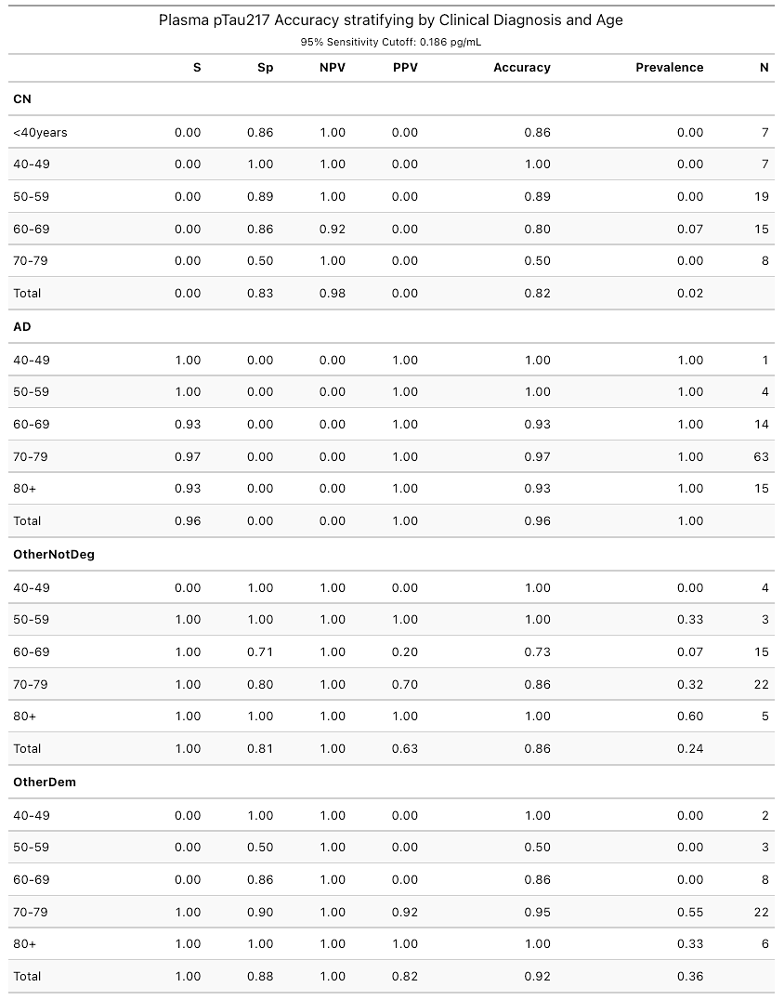 Plasma pTau217 Accuracy stratifying by Clinical Diagnosis and Age
95% Sensitivity Cutoff: 0.186 pg/mL
S Sp NPV PPV Accuracy Prevalence N
CN
<40years 0.00 0.86 1.00 0.00 0.86 0.00 7
40-49 0.00 1.00 1.00 0.00 1.00 0.00 7
50-59 0.00 0.89 1.00 0.00 0.89 0.00 19
60-69 0.00 0.86 0.92 0.00 0.80 0.07 15
70-79 0.00 0.50 1.00 0.00 0.50 0.00 8
Total 0.00 0.83 0.98 0.00 0.82 0.02
AD
40-49 1.00 0.00 0.00 1.00 1.00 1.00 1
50-59 1.00 0.00 0.00 1.00 1.00 1.00 4
60-69 0.93 0.00 0.00 1.00 0.93 1.00 14
70-79 0.97 0.00 0.00 1.00 0.97 1.00 63
80+ 0.93 0.00 0.00 1.00 0.93 1.00 15
Total 0.96 0.00 0.00 1.00 0.96 1.00
OtherNotDeg
40-49 0.00 1.00 1.00 0.00 1.00 0.00 4
50-59 1.00 1.00 1.00 1.00 1.00 0.33 3
60-69 1.00 0.71 1.00 0.20 0.73 0.07 15
70-79 1.00 0.80 1.00 0.70 0.86 0.32 22
80+ 1.00 1.00 1.00 1.00 1.00 0.60 5
Total 1.00 0.81 1.00 0.63 0.86 0.24
OtherDem
40-49 0.00 1.00 1.00 0.00 1.00 0.00 2
50-59 0.00 0.50 1.00 0.00 0.50 0.00 3
60-69 0.00 0.86 1.00 0.00 0.86 0.00 8
70-79 1.00 0.90 1.00 0.92 0.95 0.55 22
80+ 1.00 1.00 1.00 1.00 1.00 0.33 6
Total 1.00 0.88 1.00 0.82 0.92 0.36